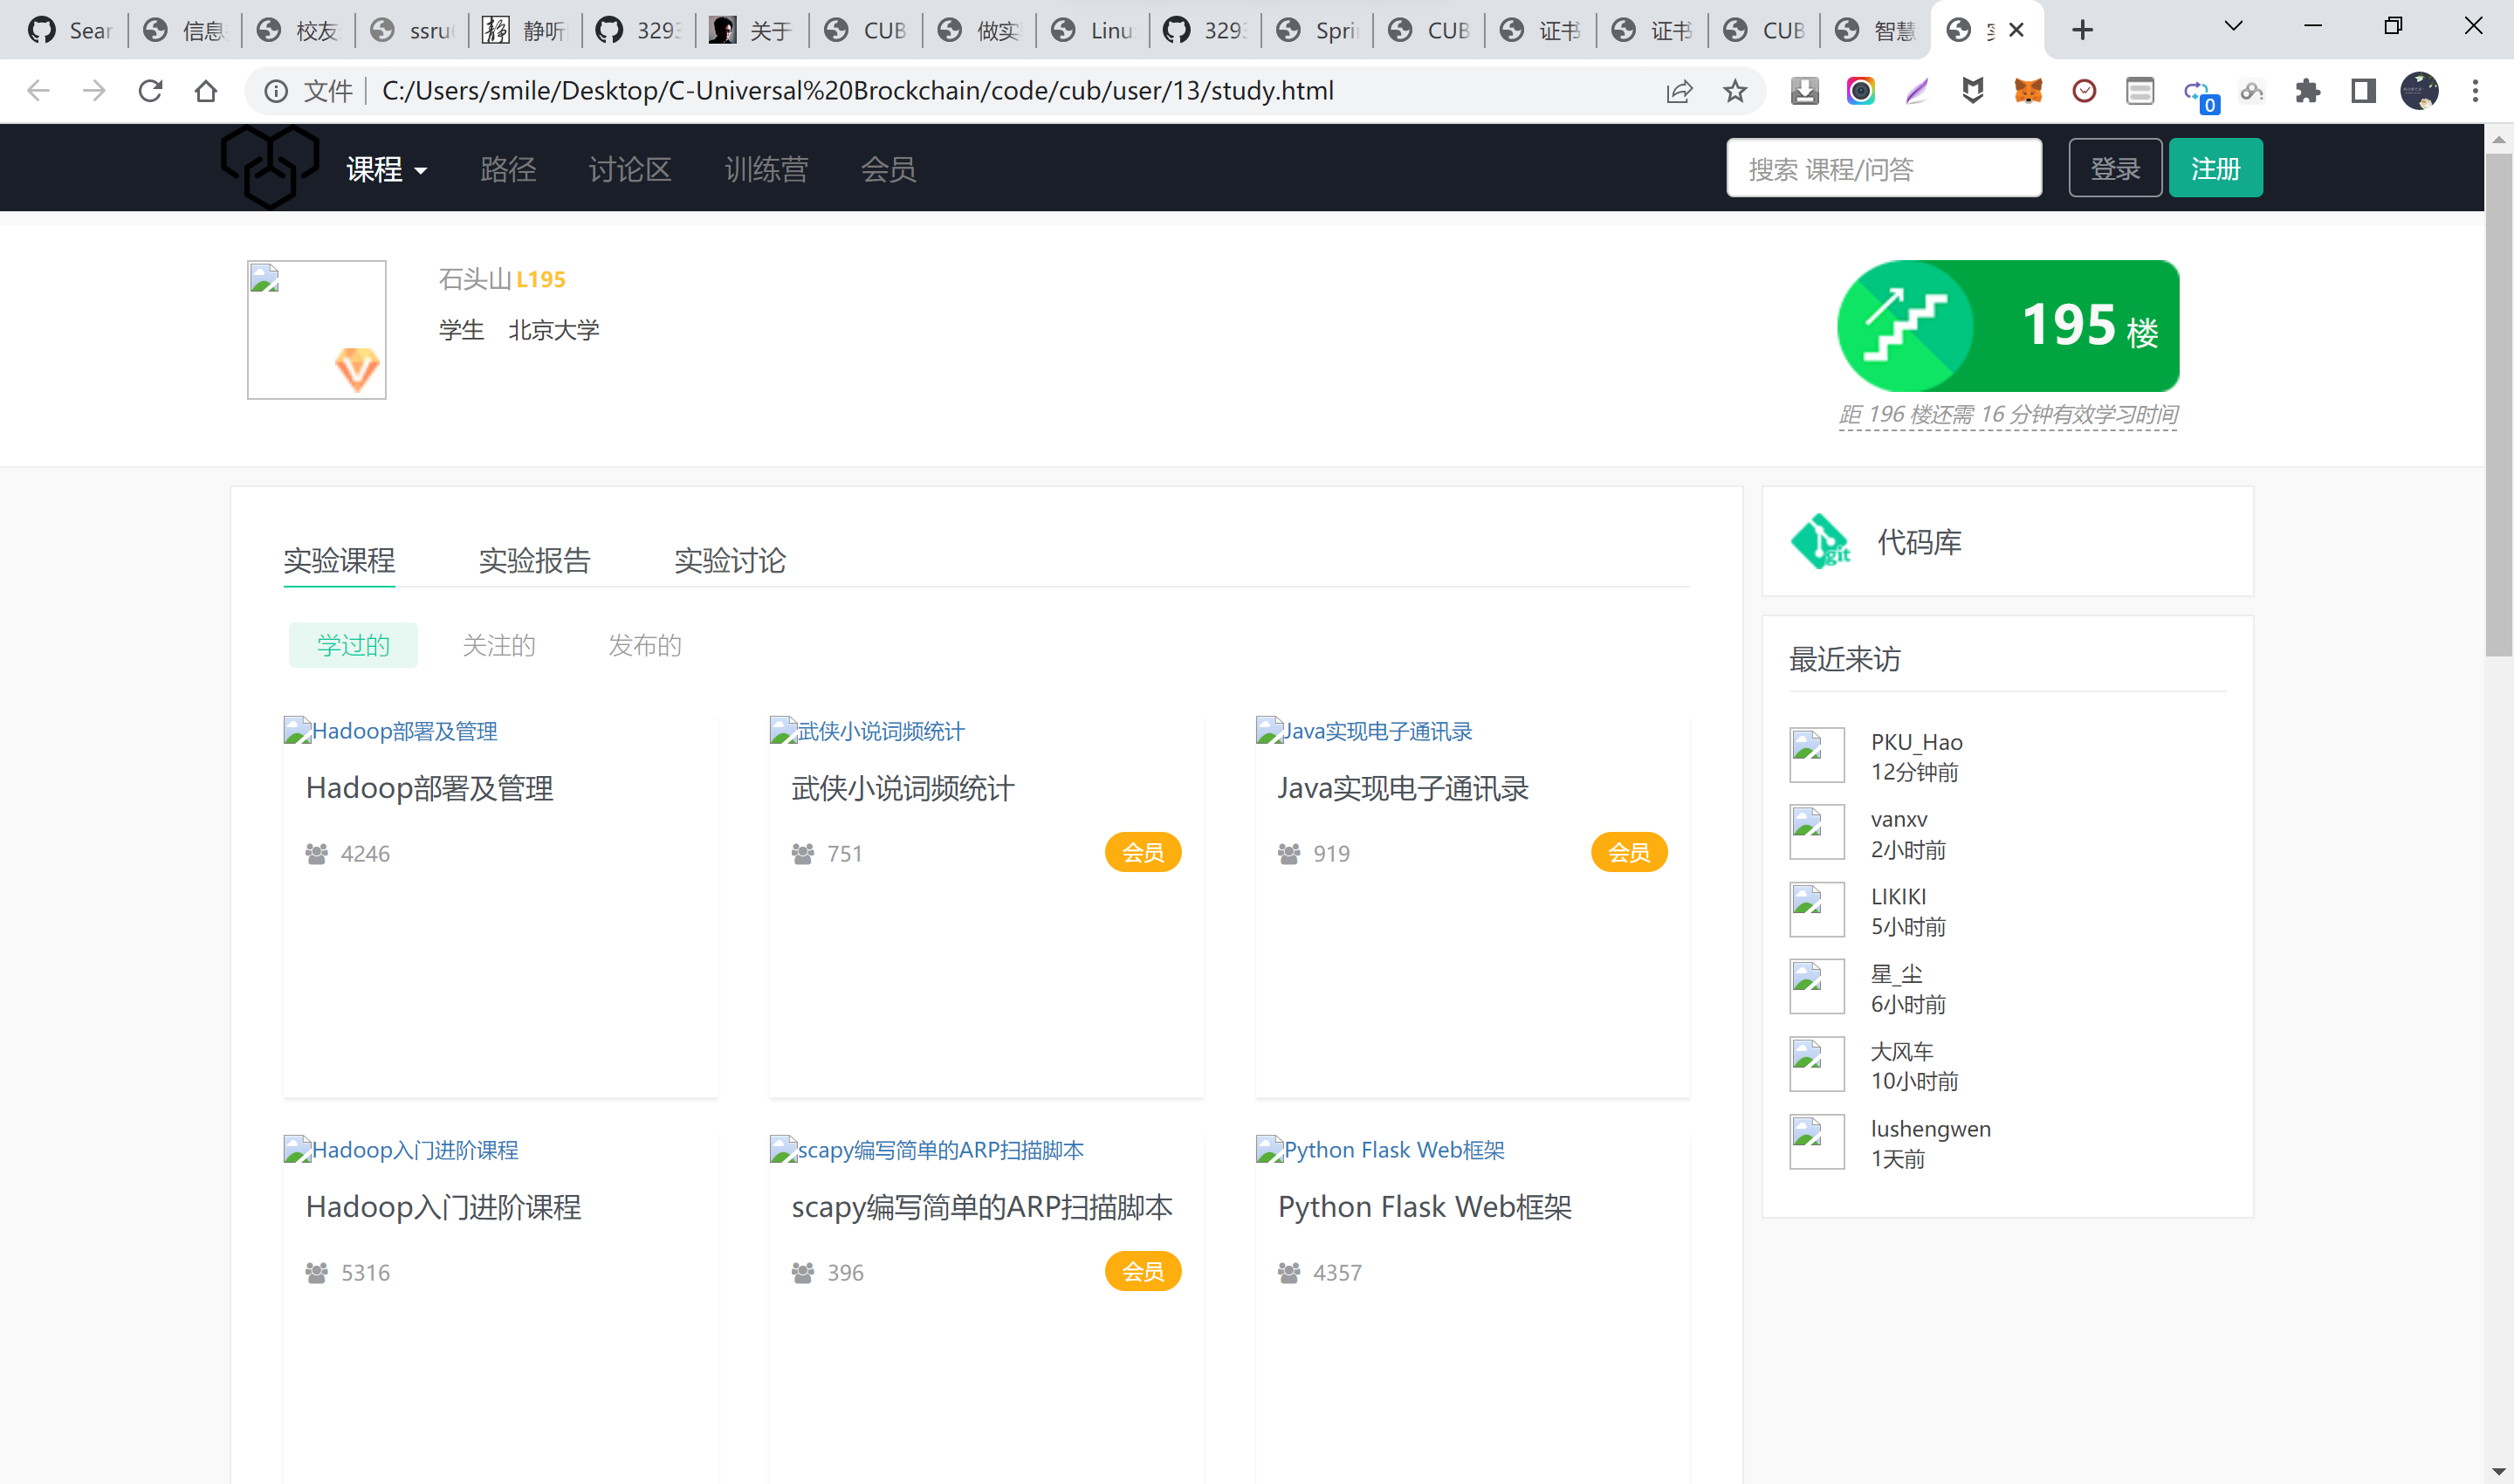 Sear 信息 校友 ssru 静听 3293 关于 CUB 做实 Linu 3293 Spri CUB 证书 证书 CUB 智慧
文件 C:/Users/smile/Desktop/C-Universal%20Brockchain/code/cub/user/13/study.html 0
课程 路径 讨论区 训练营 会员 搜索 课程/问答 登录 注册
石头山 L195
学生 北京大学
195 楼
距 196 楼还需 16 分钟有效学习时间
实验课程 实验报告 实验讨论
学过的 关注的 发布的
Hadoop部署及管理 武侠小说词频统计 Java实现电子通讯录
Hadoop部署及管理 武侠小说词频统计 Java实现电子通讯录
4246 751 会员 919 会员
Hadoop入门进阶课程 scapy编写简单的ARP扫描脚本 Python Flask Web框架
Hadoop入门进阶课程 scapy编写简单的ARP扫描脚本 Python Flask Web框架
5316 396 会员 4357
git 代码库
最近来访
PKU_Hao
12分钟前
vanxv
2小时前
LIKIKI
5小时前
星_尘
6小时前
大风车
10小时前
lushengwen
1天前